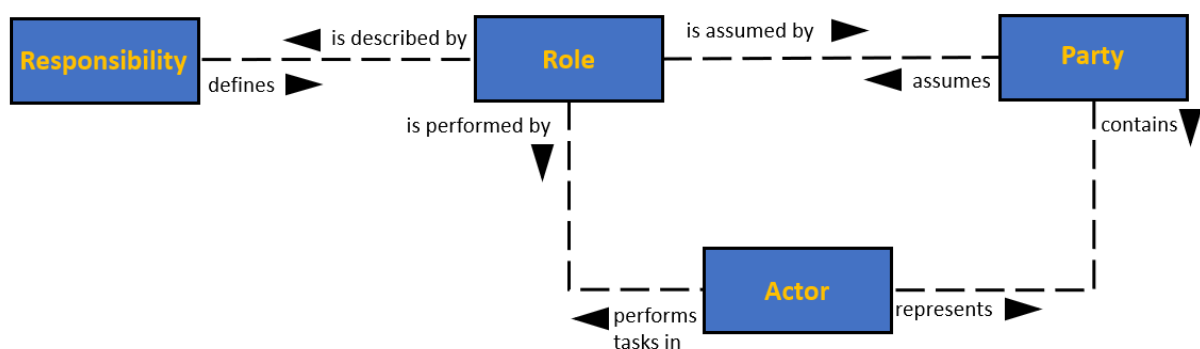 is described by
is assumed by
Responsibility
Role
Party
defines
assumes
is performed by
contains
Actor
performs
tasks in
represents